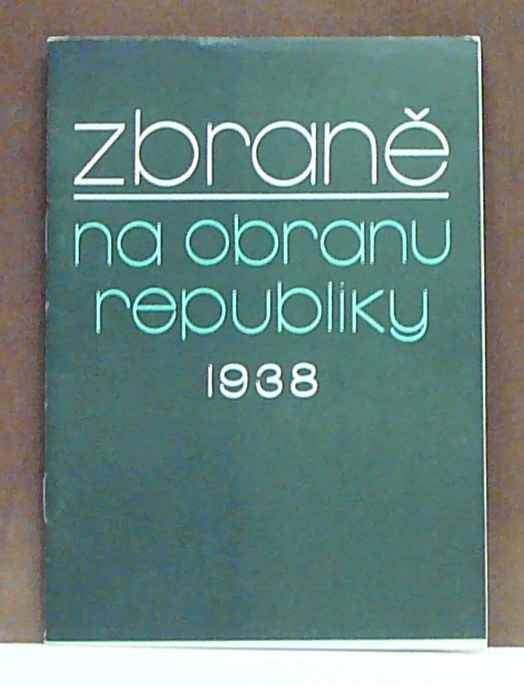 zbraně
na obranu
republiky
1938